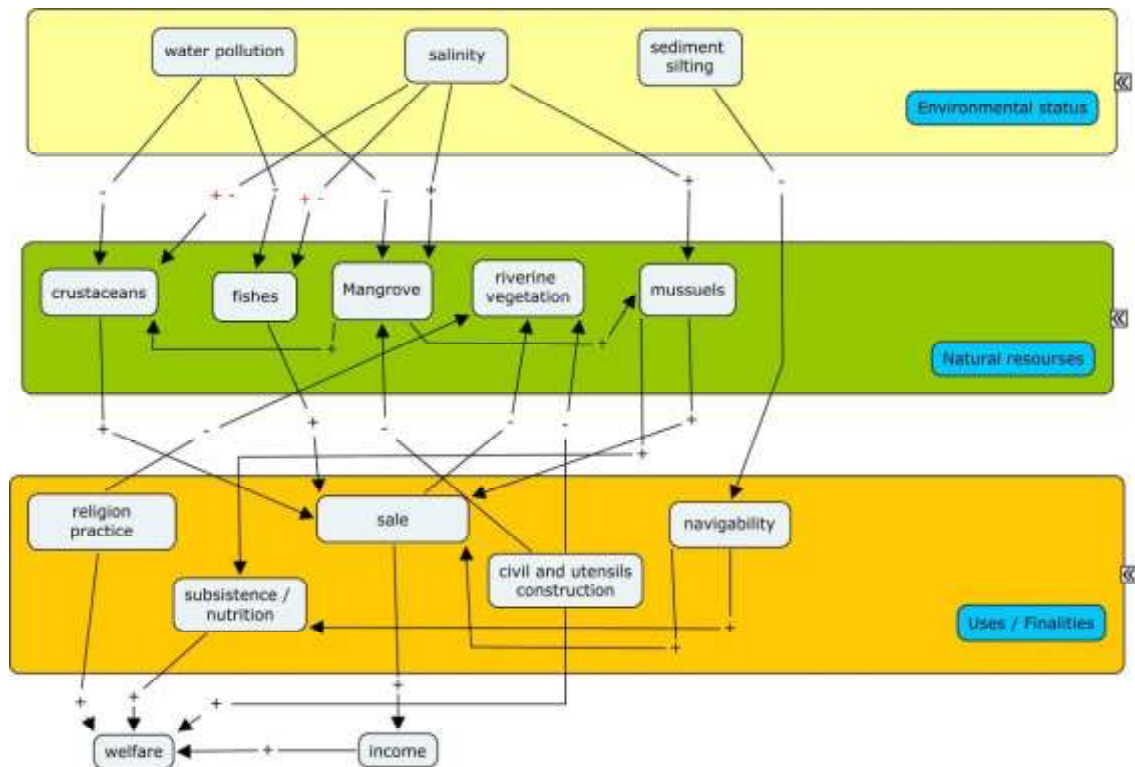 water pollution
salinity
sediment
silting
Environmental status
-
+ -
-
+ -
-
+
+
-
crustaceans
fishes
Mangrove
riverine
vegetation
mussuels
+
+
Natural resourses
+
-
+
-
-
+
+
religion
practice
sale
navigability
subsistence /
nutrition
civil and utensils
construction
+
+
Uses / Finalities
+
+
+
+
welfare
+
income